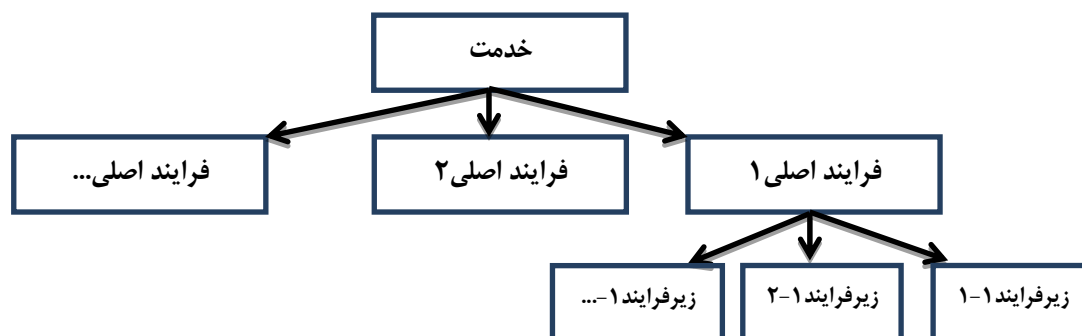 خدمت
فرایند اصلی۱
فرایند اصلی۲
فرایند اصلی...
زیرفرایند۱-۱
زیرفرایند۱-۲
زیرفرایند۱-...